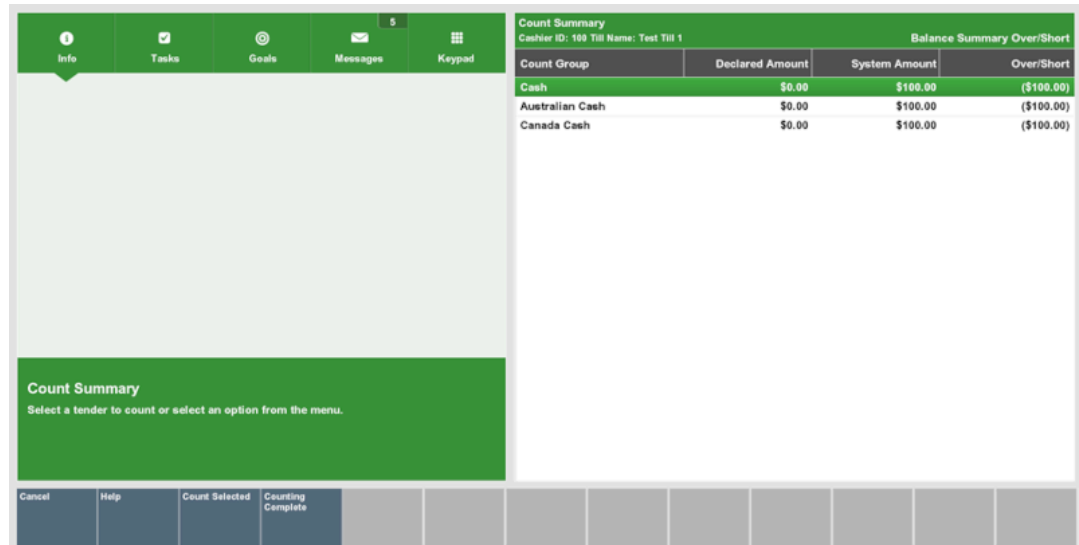 5
Info Tasks Goals Messages Keypad
Count Summary
Cashier ID: 100 Till Name: Test Till 1 Balance Summary Over/Short
Count Group Declared Amount System Amount Over/Short
Cash $0.00 $100.00 ($100.00)
Australian Cash $0.00 $100.00 ($100.00)
Canada Cash $0.00 $100.00 ($100.00)
Count Summary
Select a tender to count or select an option from the menu.
Cancel Help Count Selected Counting
Complete